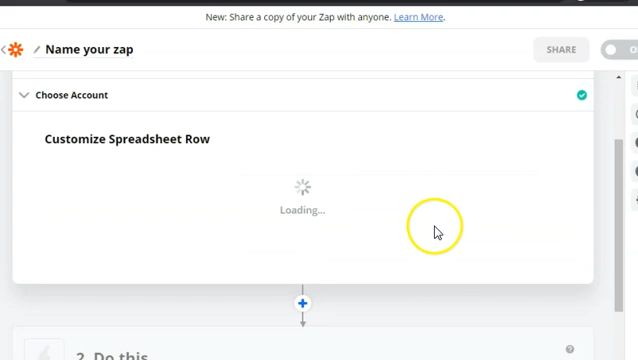 New: Share a copy of your Zap with anyone. Learn More.
Name your zap
SHARE
Choose Account
Customize Spreadsheet Row
Loading...
2. Do this